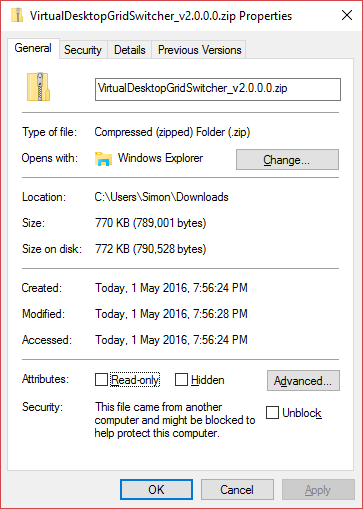 VirtualDesktopGridSwitcher_v2.0.0.0.zip Properties
General Security Details Previous Versions
VirtualDesktopGridSwitcher_v2.0.0.0.zip
Type of file: Compressed (zipped) Folder (.zip)
Opens with: Windows Explorer Change...
Location: C:\Users\Simon\Downloads
Size: 770 KB (789,001 bytes)
Size on disk: 772 KB (790,528 bytes)
Created: Today, 1 May 2016, 7:56:24 PM
Modified: Today, 1 May 2016, 7:56:28 PM
Accessed: Today, 1 May 2016, 7:56:24 PM
Attributes: Read-only Hidden Advanced...
Security: This file came from another
computer and might be blocked to
help protect this computer.
Unblock
OK Cancel Apply